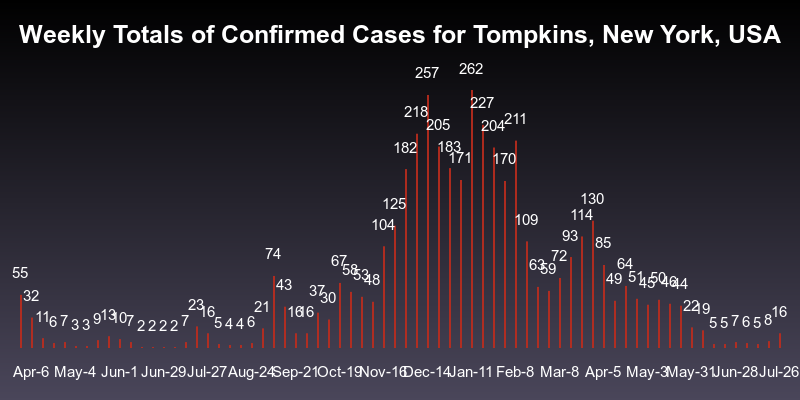 Weekly Totals of Confirmed Cases for Tompkins, New York, USA
55 32 11 6 7 3 3 9 13 10 7 2 2 2 2 7 23 16 5 4 4 6 21 74 43 16 16 37 30 67 58 53 48 104 125 182 218 257 205 183 171 262 227 204 170 211 109 63 59 72 93 114 130 85 49 64 51 45 50 46 44 22 19 5 5 7 6 5 8 16
Apr-6 May-4 Jun-1 Jun-29 Jul-27 Aug-24 Sep-21 Oct-19 Nov-16 Dec-14 Jan-11 Feb-8 Mar-8 Apr-5 May-3 May-31 Jun-28 Jul-26